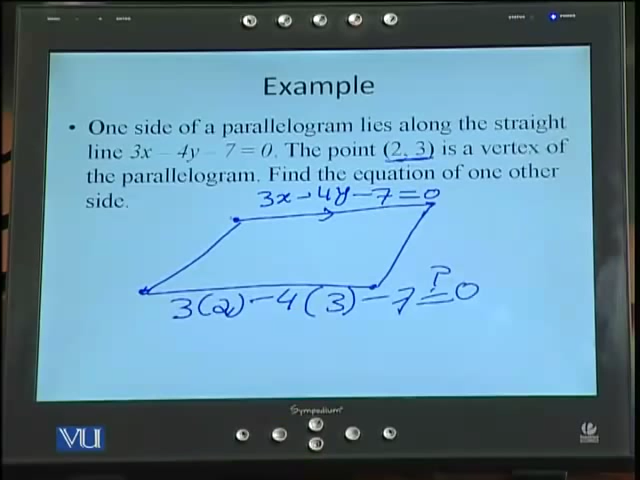 STATUS
POWER
Example
• One side of a parallelogram lies along the straight
line 3x – 4y – 7 = 0. The point (2, 3) is a vertex of
the parallelogram. Find the equation of one other
side.
3x - 4y - 7 = 0
3(2) - 4(3) - 7 ?= 0
Sympodium
VU